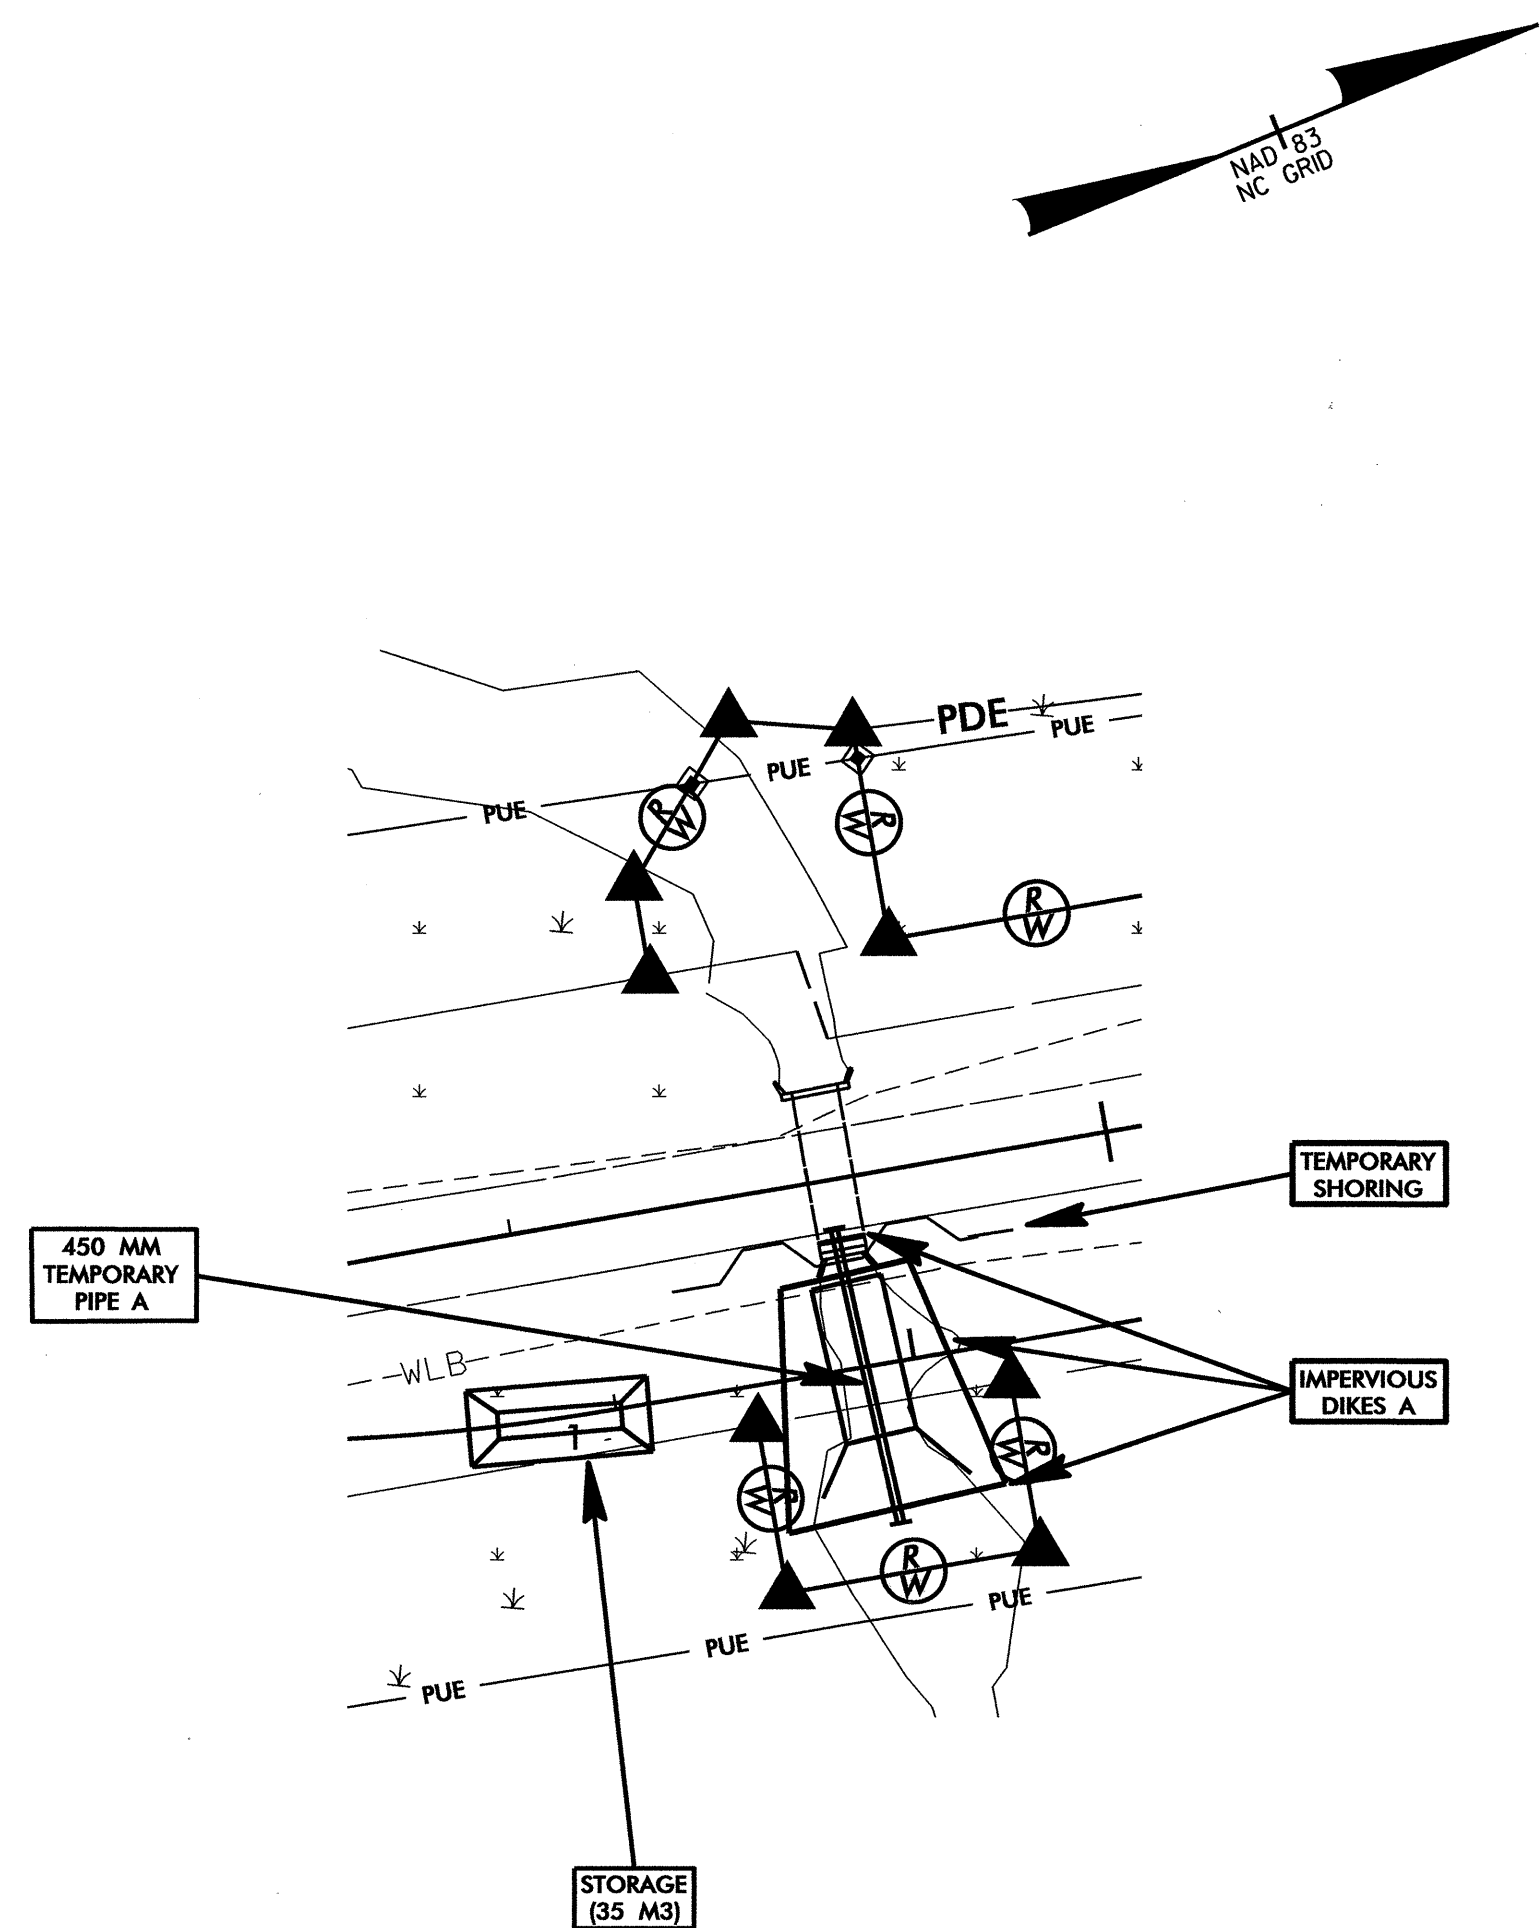 NAD 83
NC GRID
PDE
PUE
PUE
PUE
R
W
R
W
R
W
TEMPORARY
SHORING
450 MM
TEMPORARY
PIPE A
WLB
IMPERVIOUS
DIKES A
R
W
R
W
R
W
PUE
PUE
PUE
STORAGE
(35 M3)